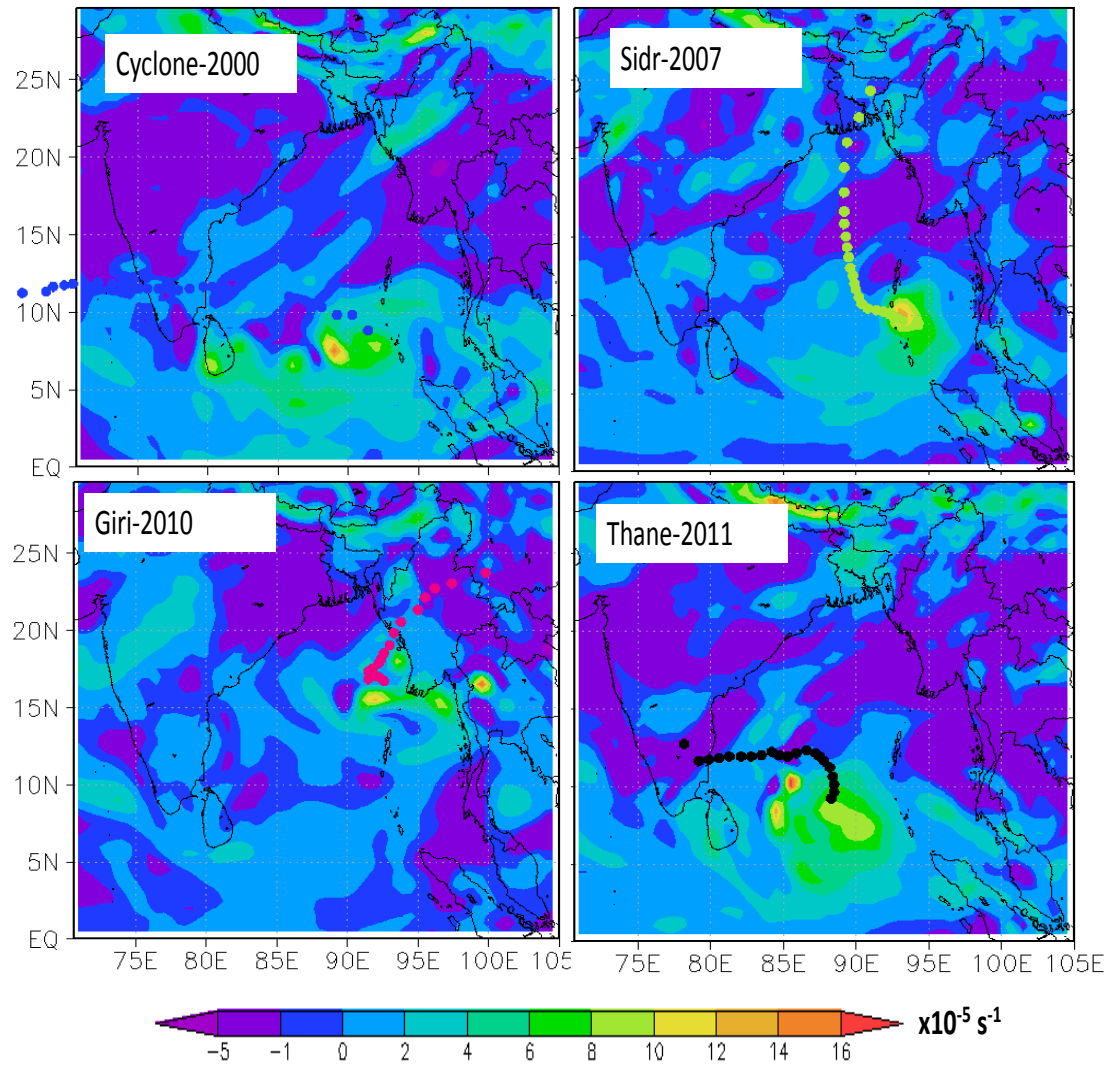 Cyclone-2000
Sidr-2007
25N
20N
15N
10N
5N
EQ
Giri-2010
Thane-2011
25N
20N
15N
10N
5N
EQ
75E 80E 85E 90E 95E 100E 105
75E 80E 85E 90E 95E 100E 105E
x10⁻⁵ s⁻¹
−5 −1 0 2 4 6 8 10 12 14 16